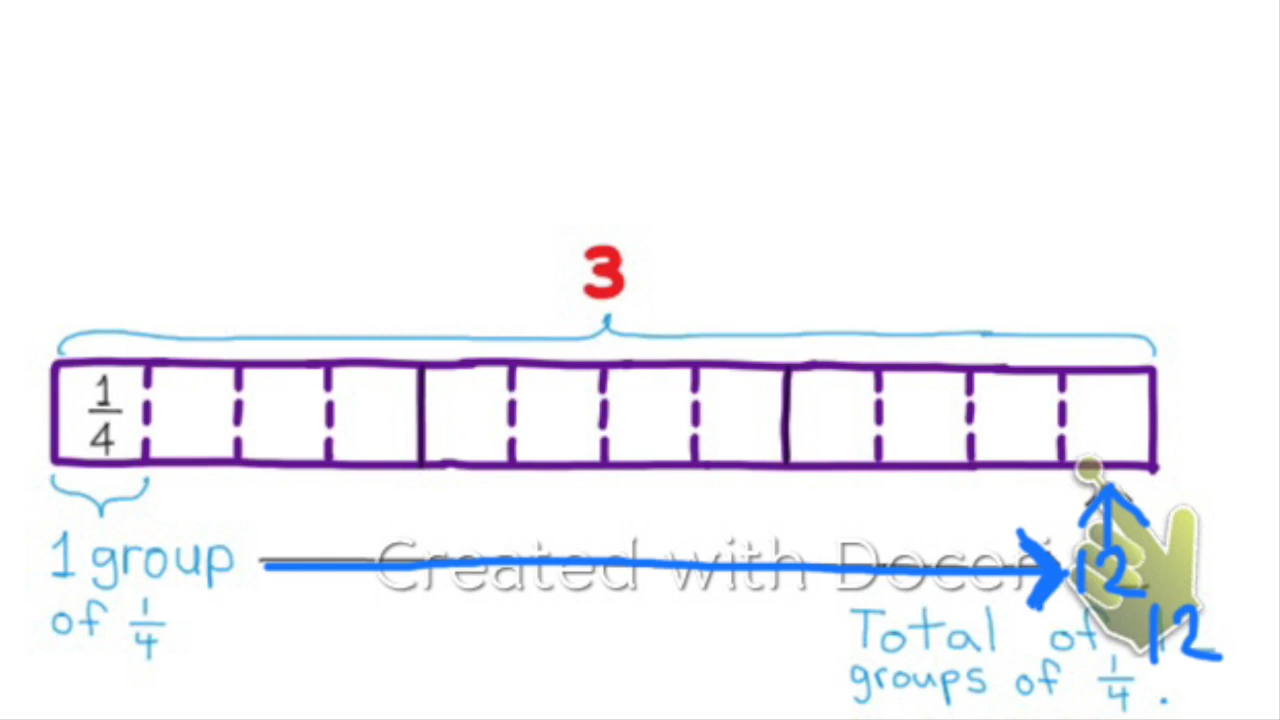 3
1/4
1 group
of 1/4
Created with Doceri
12
Total of 12
groups of 1/4.